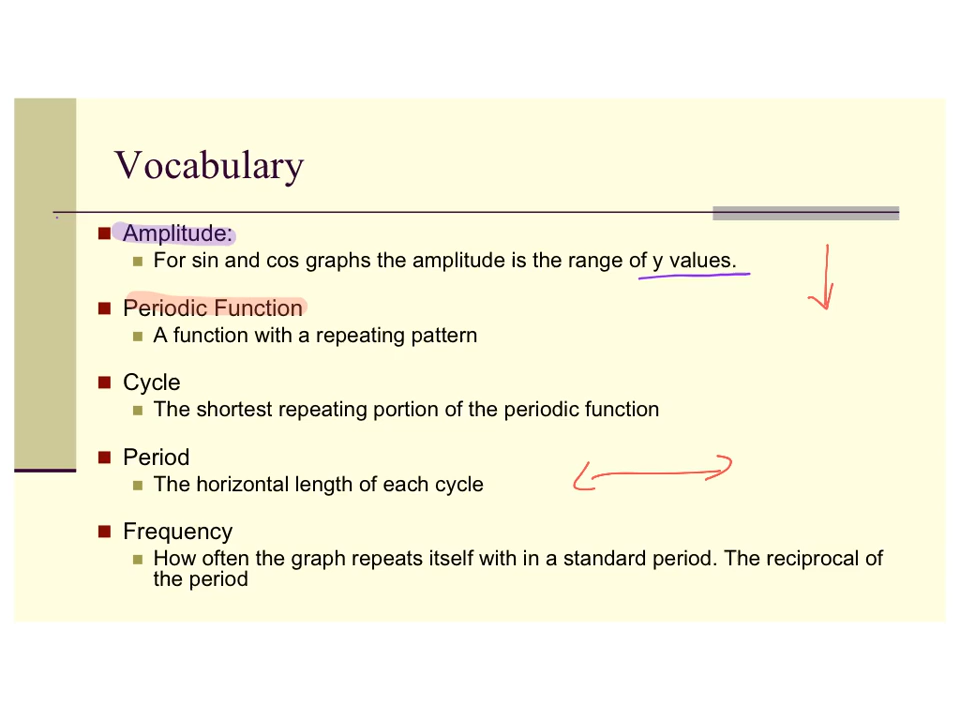 Vocabulary
Amplitude:
For sin and cos graphs the amplitude is the range of y values.
Periodic Function
A function with a repeating pattern
Cycle
The shortest repeating portion of the periodic function
Period
The horizontal length of each cycle
Frequency
How often the graph repeats itself with in a standard period. The reciprocal of
the period